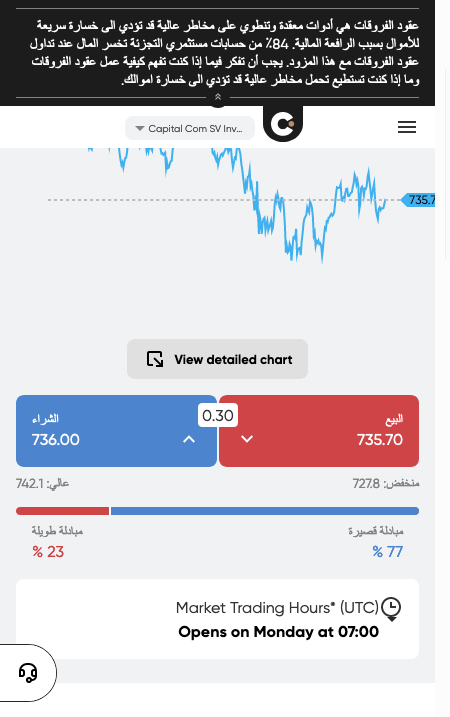 عقود الفروقات هي أدوات معقدة وتنطوي على مخاطر عالية قد تؤدي الى خسارة سريعة
للأموال بسبب الرافعة المالية. 84٪ من حسابات مستثمري التجزئة تخسر المال عند تداول
عقود الفروقات مع هذا المزود. يجب أن تفكر فيما إذا كنت تفهم كيفية عمل عقود الفروقات
وما إذا كنت تستطيع تحمل مخاطر عالية قد تؤدي الى خسارة اموالك.
Capital Com SV Inv...
735.7
View detailed chart
البيع
735.70
0.30
الشراء
736.00
منخفض: 727.8
عالي: 742.1
مبادلة قصيرة
77 %
مبادلة طويلة
23 %
Market Trading Hours* (UTC)
Opens on Monday at 07:00